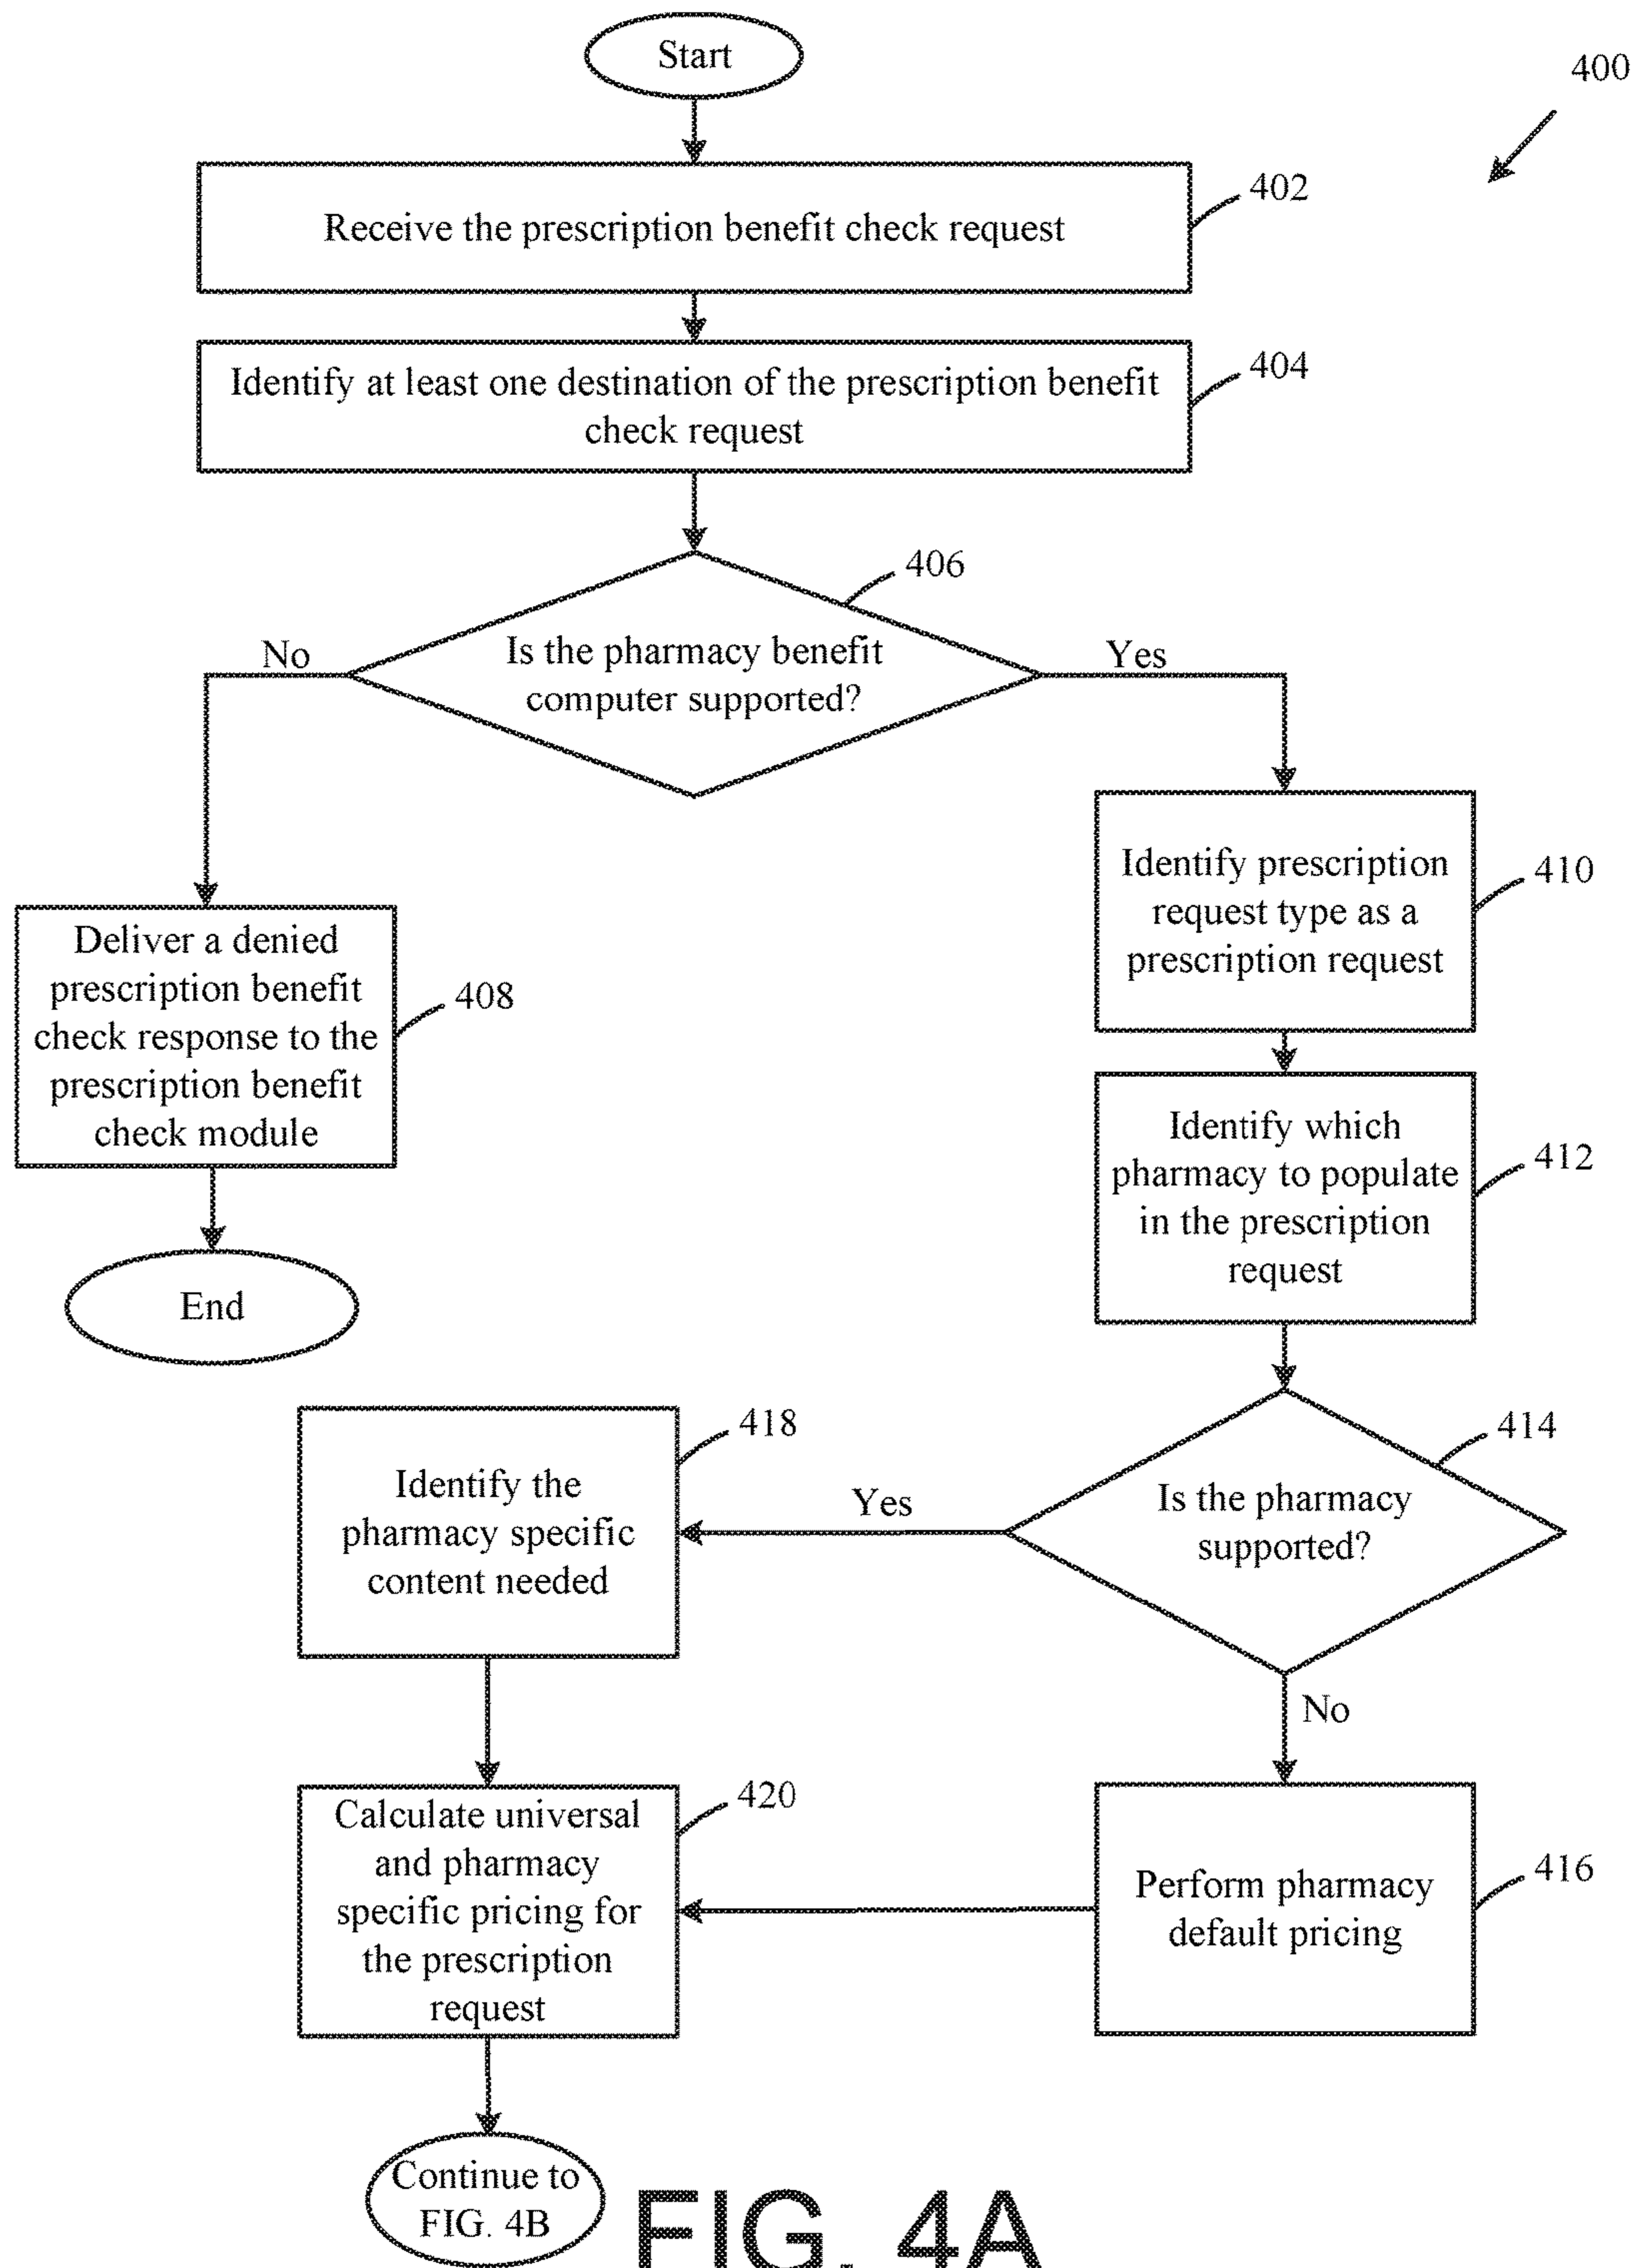 Start
400
402
Receive the prescription benefit check request
404
Identify at least one destination of the prescription benefit
check request
406
No
Yes
Is the pharmacy benefit
computer supported?
Identify prescription
request type as a
prescription request
410
Deliver a denied
prescription benefit
check response to the
prescription benefit
check module
408
Identify which
pharmacy to populate
in the prescription
request
412
End
418
Identify the
pharmacy specific
content needed
Yes
414
Is the pharmacy
supported?
No
420
Calculate universal
and pharmacy
specific pricing for
the prescription
request
416
Perform pharmacy
default pricing
Continue to
FIG. 4B
FIG. 4A